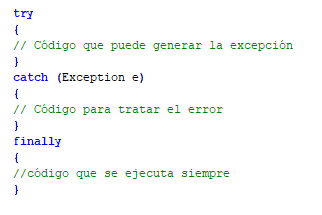 try
{
// Código que puede generar la excepción
}
catch (Exception e)
{
// Código para tratar el error
}
finally
{
//código que se ejecuta siempre
}